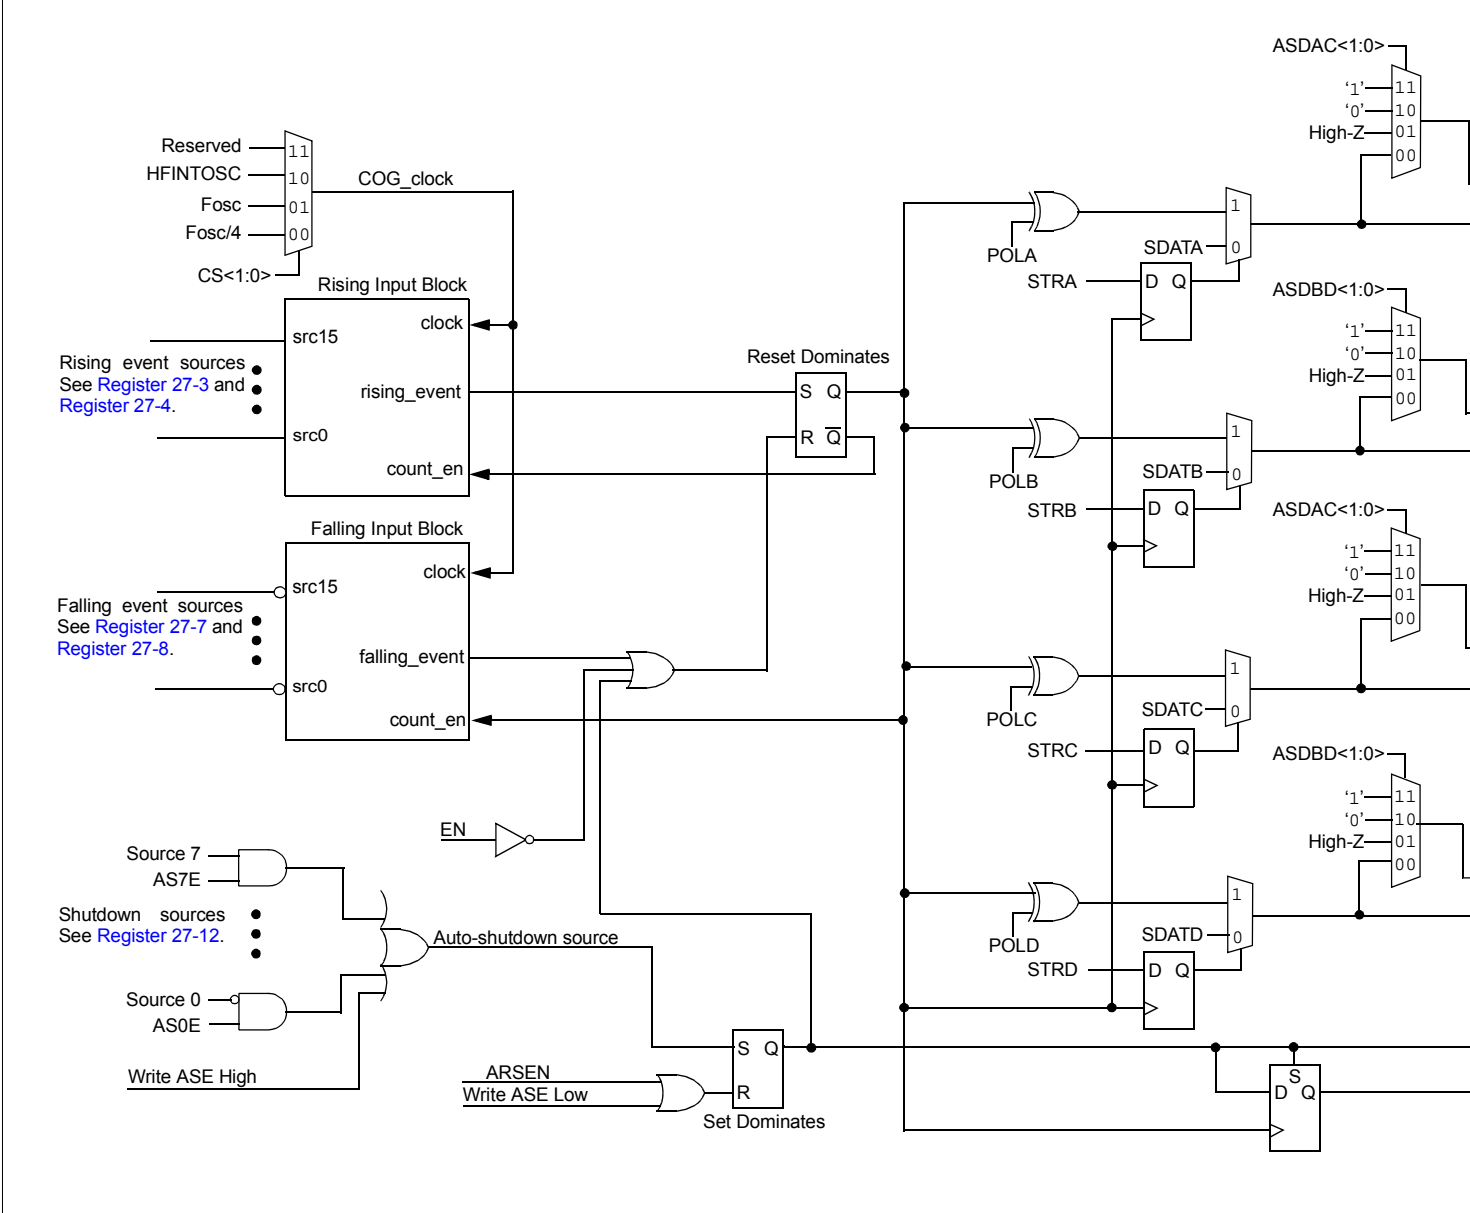 ASDAC<1:0>
'1' 11
'0' 10
High-Z 01
00
Reserved 11
HFINTOSC 10
Fosc 01
Fosc/4 00
CS<1:0>
COG_clock
POLA
1
SDATA 0
STRA D Q
ASDBD<1:0>
'1' 11
'0' 10
High-Z 01
00
Rising Input Block
clock
src15
Rising event sources
See Register 27-3 and
Register 27-4.
rising_event
src0
count_en
Reset Dominates
S Q
R Q
POLB
1
SDATB 0
STRB D Q
ASDAC<1:0>
'1' 11
'0' 10
High-Z 01
00
Falling Input Block
clock
src15
Falling event sources
See Register 27-7 and
Register 27-8.
falling_event
src0
count_en
POLC
1
SDATC 0
STRC D Q
ASDBD<1:0>
'1' 11
'0' 10
High-Z 01
00
EN
Source 7
AS7E
Shutdown sources
See Register 27-12.
Auto-shutdown source
Source 0
AS0E
Write ASE High
POLD
1
SDATD 0
STRD D Q
ARSEN
Write ASE Low
S Q
R
Set Dominates
S
D Q